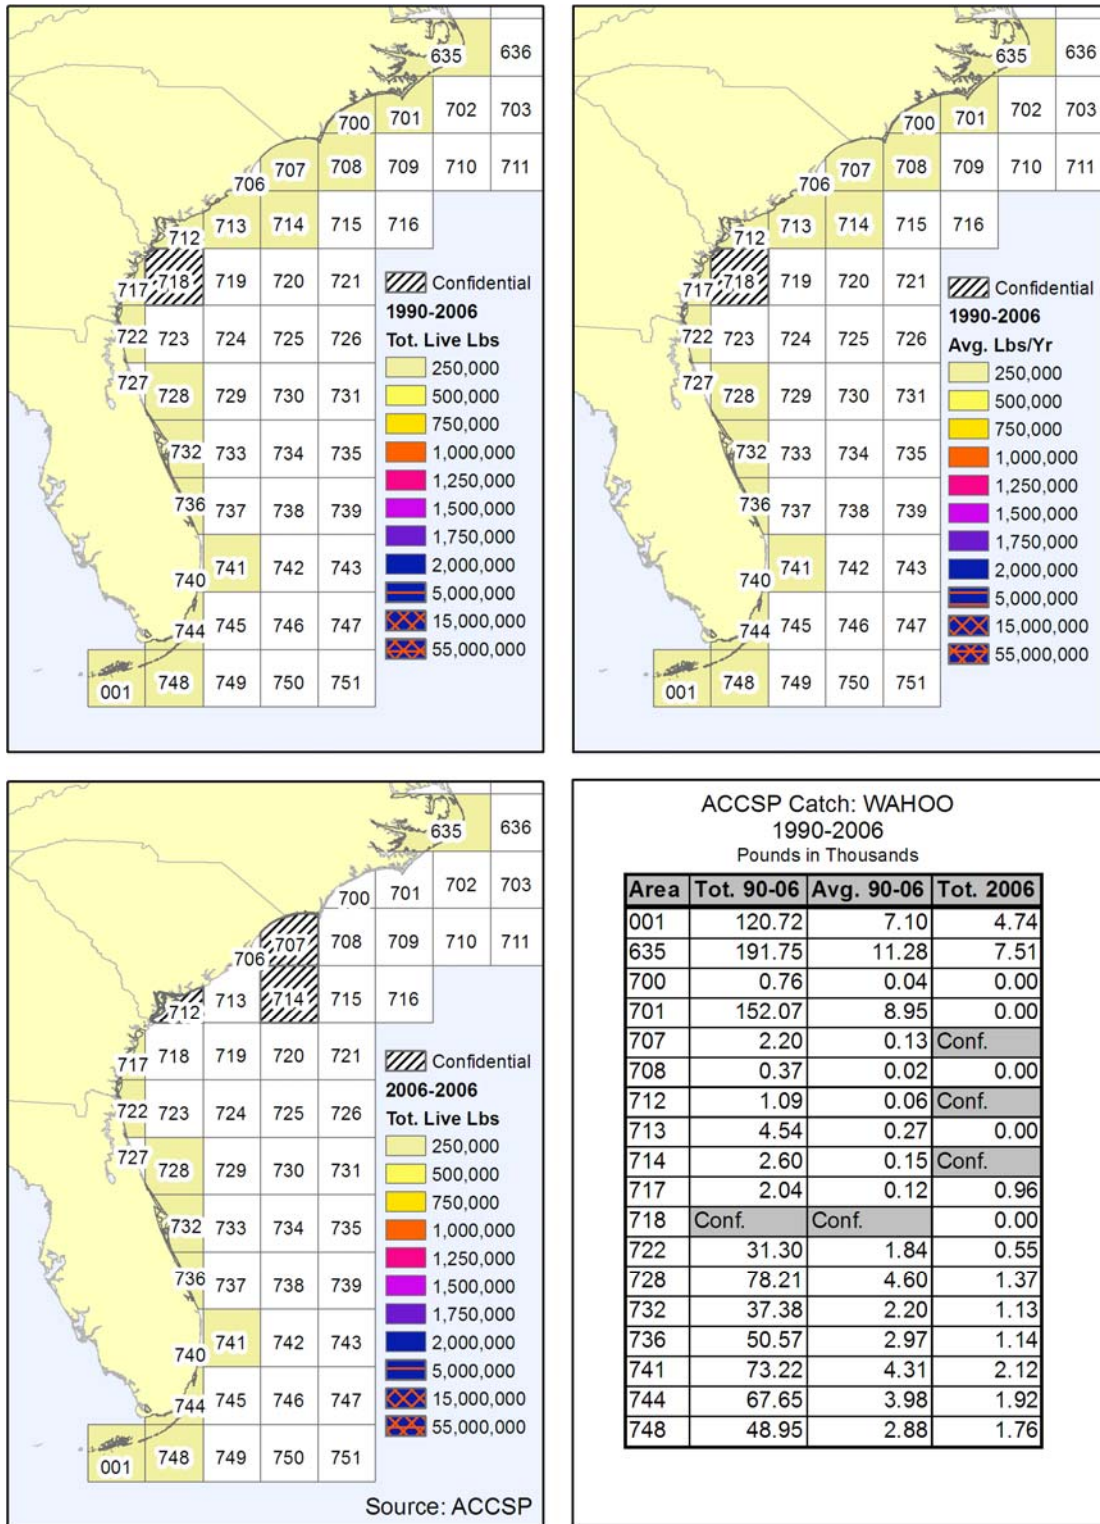 635 636
700 701 702 703
706 707 708 709 710 711
712 713 714 715 716
717 718 719 720 721
722 723 724 725 726
727 728 729 730 731
732 733 734 735
736 737 738 739
740 741 742 743
744 745 746 747
001 748 749 750 751
Confidential
1990-2006
Tot. Live Lbs
250,000
500,000
750,000
1,000,000
1,250,000
1,500,000
1,750,000
2,000,000
5,000,000
15,000,000
55,000,000
635 636
700 701 702 703
706 707 708 709 710 711
712 713 714 715 716
717 718 719 720 721
722 723 724 725 726
727 728 729 730 731
732 733 734 735
736 737 738 739
740 741 742 743
744 745 746 747
001 748 749 750 751
Confidential
1990-2006
Avg. Lbs/Yr
250,000
500,000
750,000
1,000,000
1,250,000
1,500,000
1,750,000
2,000,000
5,000,000
15,000,000
55,000,000
635 636
700 701 702 703
706 707 708 709 710 711
712 713 714 715 716
717 718 719 720 721
722 723 724 725 726
727 728 729 730 731
732 733 734 735
736 737 738 739
740 741 742 743
744 745 746 747
001 748 749 750 751
Confidential
2006-2006
Tot. Live Lbs
250,000
500,000
750,000
1,000,000
1,250,000
1,500,000
1,750,000
2,000,000
5,000,000
15,000,000
55,000,000
Source: ACCSP
ACCSP Catch: WAHOO
1990-2006
Pounds in Thousands
Area Tot. 90-06 Avg. 90-06 Tot. 2006
001 120.72 7.10 4.74
635 191.75 11.28 7.51
700 0.76 0.04 0.00
701 152.07 8.95 0.00
707 2.20 0.13 Conf.
708 0.37 0.02 0.00
712 1.09 0.06 Conf.
713 4.54 0.27 0.00
714 2.60 0.15 Conf.
717 2.04 0.12 0.96
718 Conf. Conf. 0.00
722 31.30 1.84 0.55
728 78.21 4.60 1.37
732 37.38 2.20 1.13
736 50.57 2.97 1.14
741 73.22 4.31 2.12
744 67.65 3.98 1.92
748 48.95 2.88 1.76